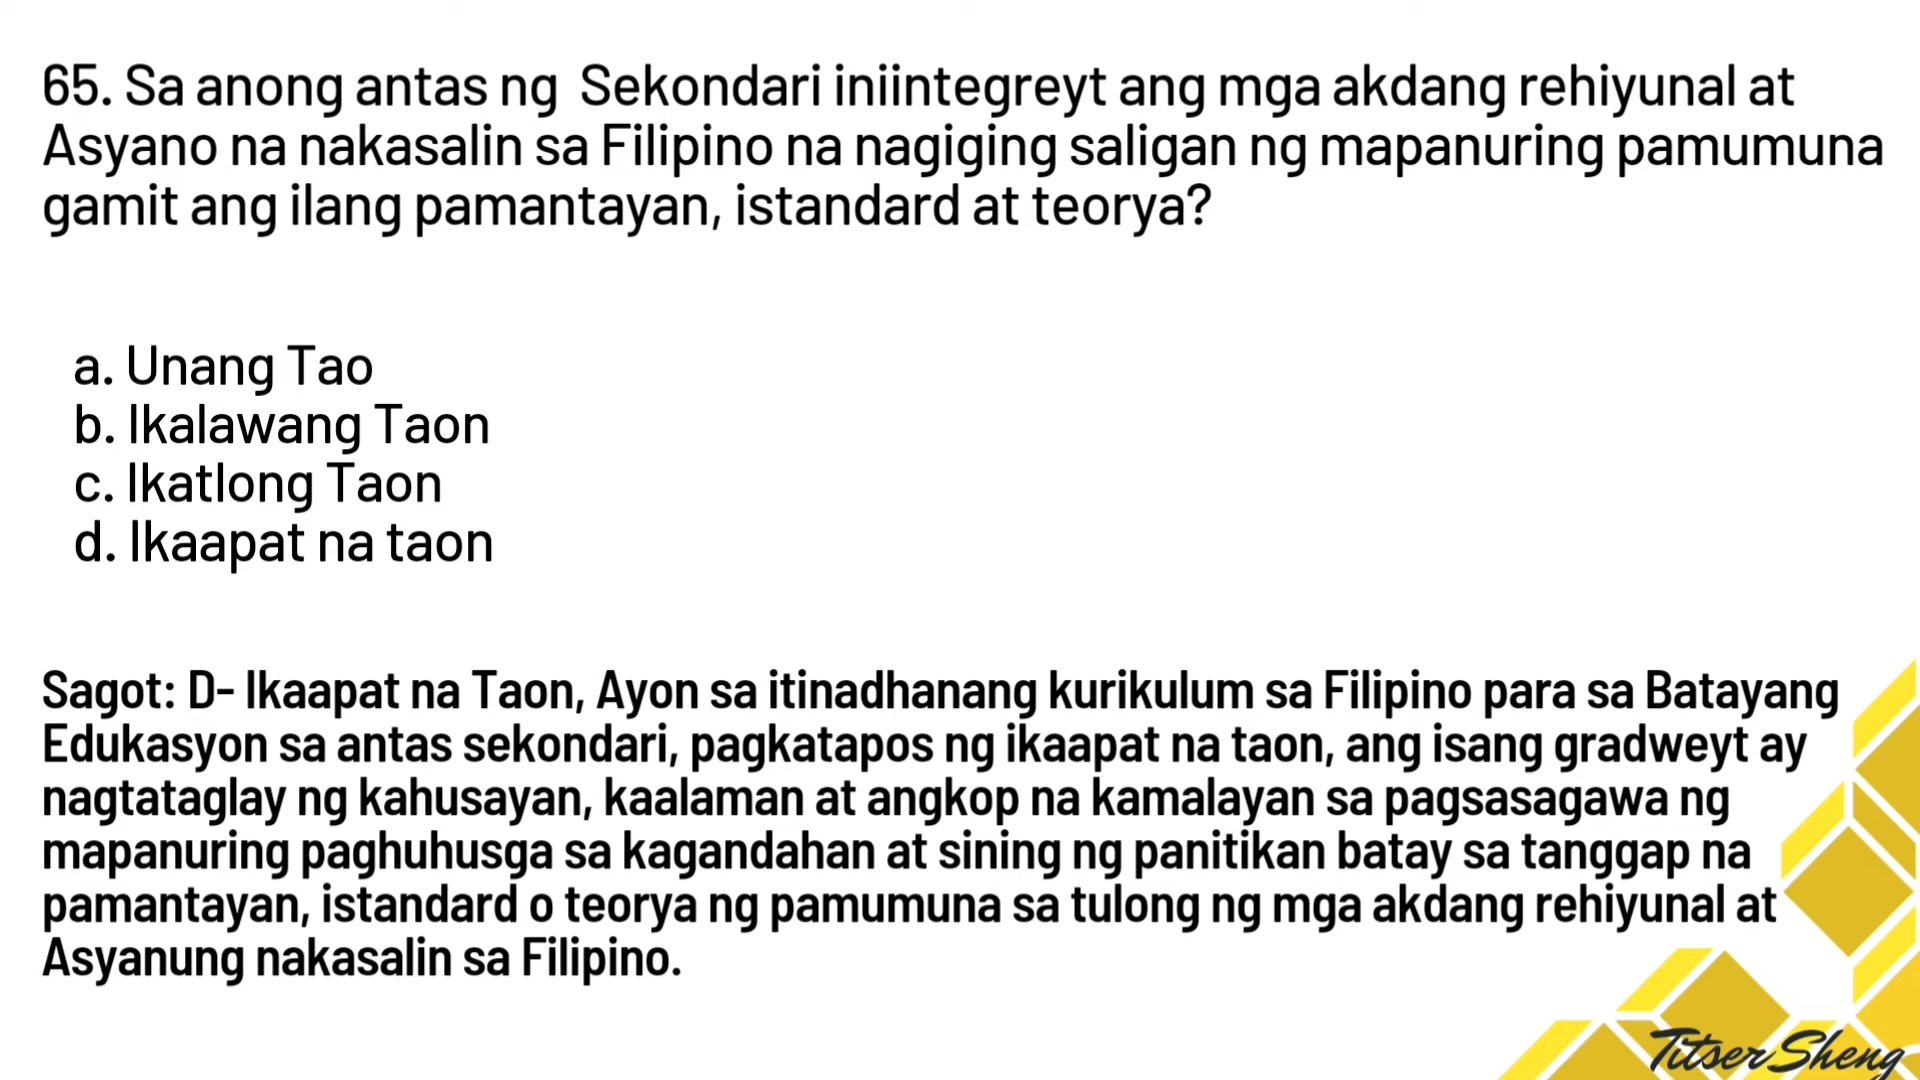 65. Sa anong antas ng Sekondari iniintegreyt ang mga akdang rehiyunal at
Asyano na nakasalin sa Filipino na nagiging saligan ng mapanuring pamumuna
gamit ang ilang pamantayan, istandard at teorya?
a. Unang Tao
b. Ikalawang Taon
c. Ikatlong Taon
d. Ikaapat na taon
Sagot: D- Ikaapat na Taon, Ayon sa itinadhanang kurikulum sa Filipino para sa Batayang
Edukasyon sa antas sekondari, pagkatapos ng ikaapat na taon, ang isang gradweyt ay
nagtataglay ng kahusayan, kaalaman at angkop na kamalayan sa pagsasagawa ng
mapanuring paghuhusga sa kagandahan at sining ng panitikan batay sa tanggap na
pamantayan, istandard o teorya ng pamumuna sa tulong ng mga akdang rehiyunal at
Asyanung nakasalin sa Filipino.
Titser Sheng